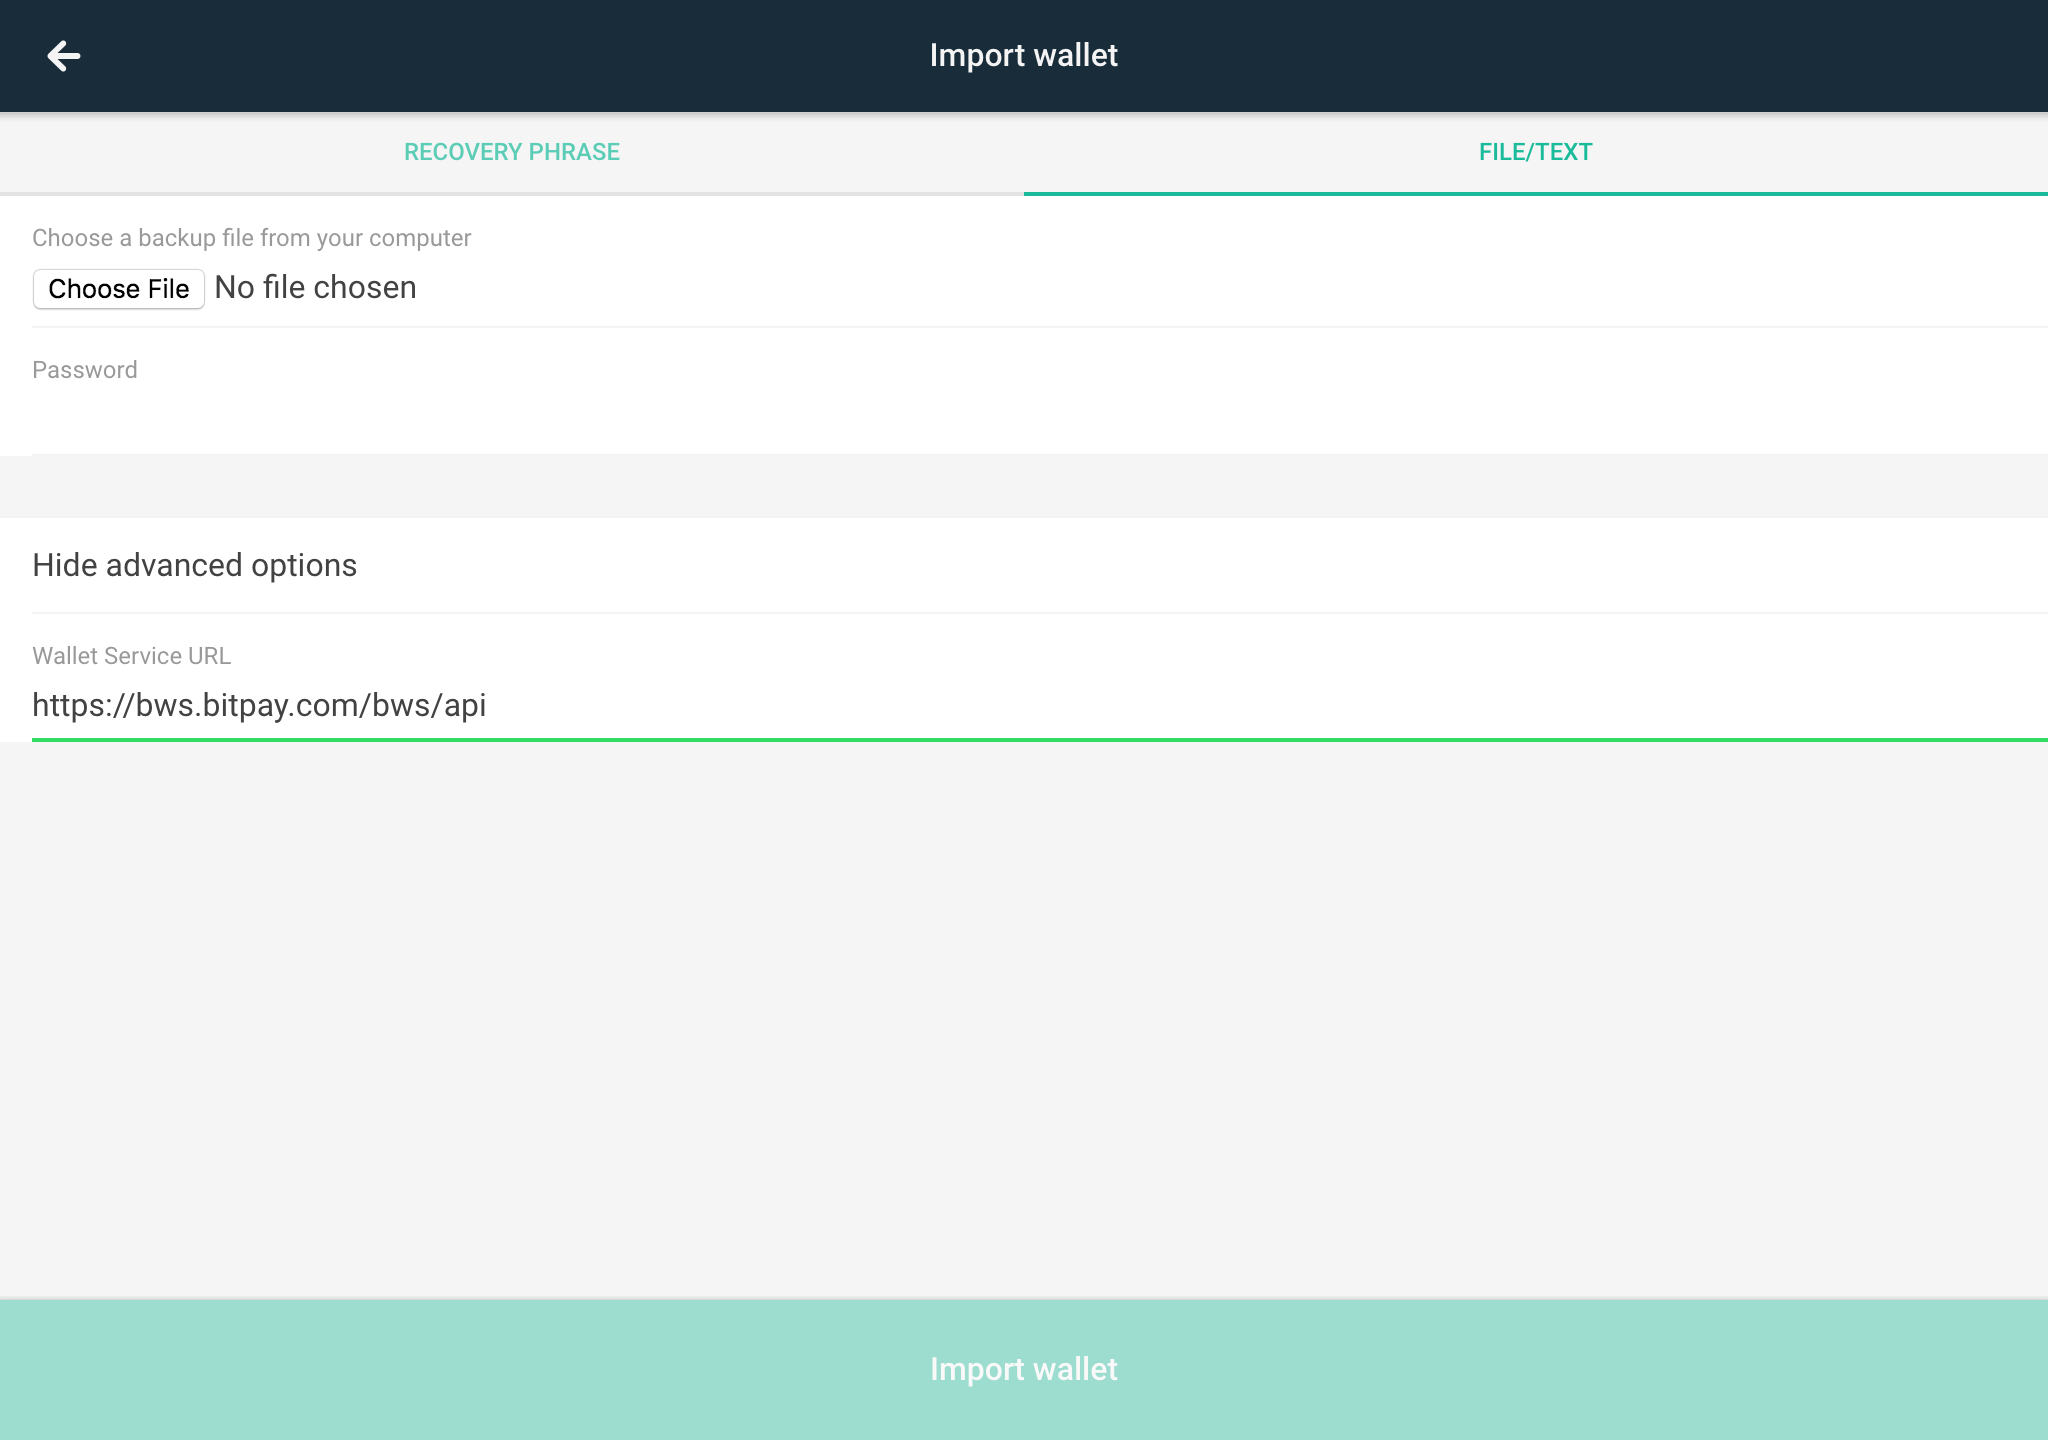 Import wallet
RECOVERY PHRASE
FILE/TEXT
Choose a backup file from your computer
Choose File No file chosen
Password
Hide advanced options
Wallet Service URL
https://bws.bitpay.com/bws/api
Import wallet